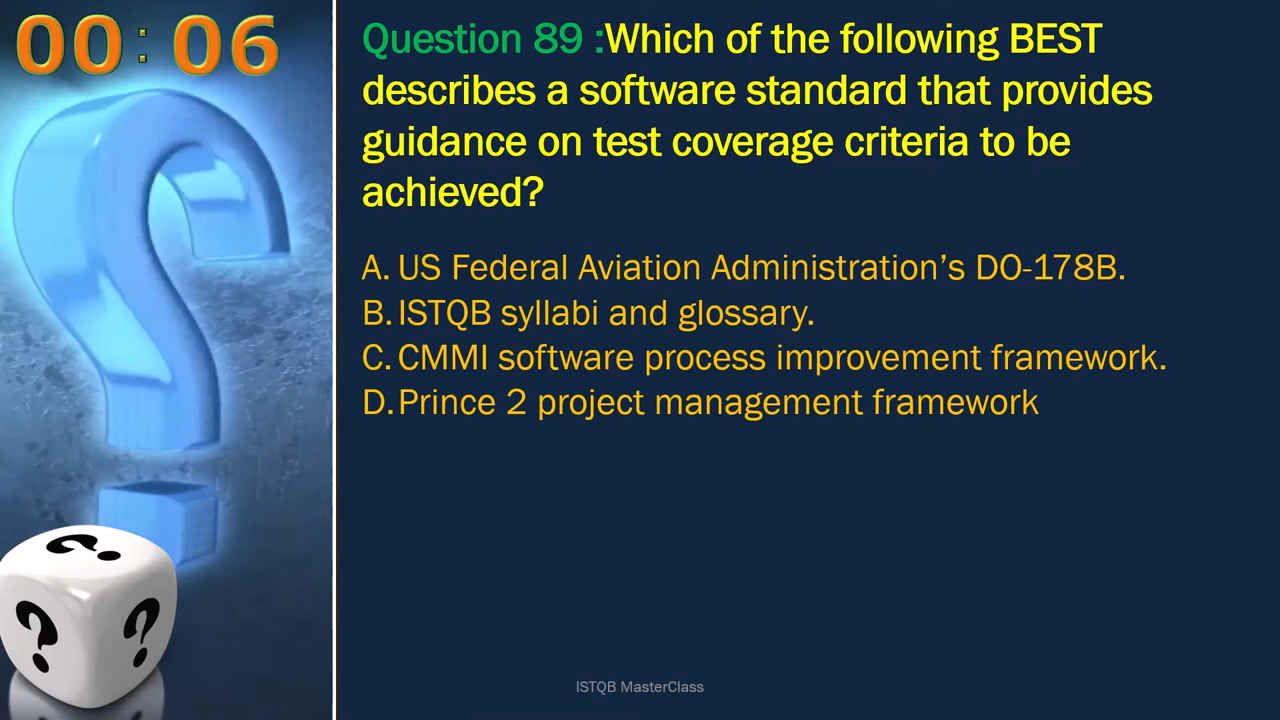 00:06
Question 89 :Which of the following BEST
describes a software standard that provides
guidance on test coverage criteria to be
achieved?
A. US Federal Aviation Administration’s DO-178B.
B. ISTQB syllabi and glossary.
C. CMMI software process improvement framework.
D. Prince 2 project management framework
ISTQB MasterClass